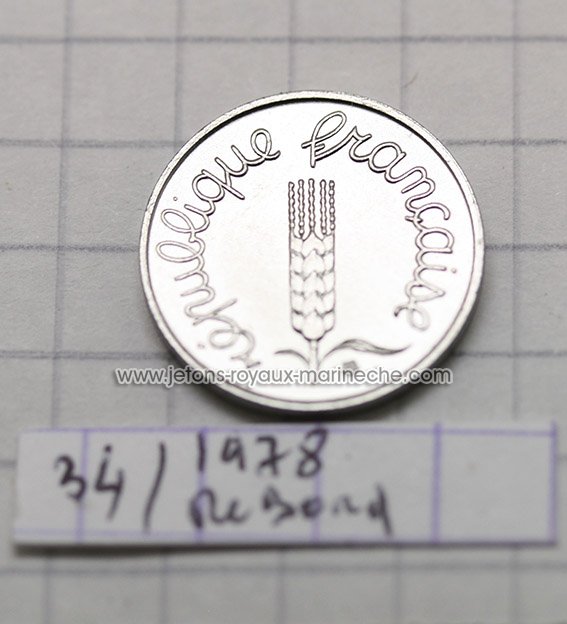 république française
www.jetons-royaux-marineche.com
34/ 1978
ReBord